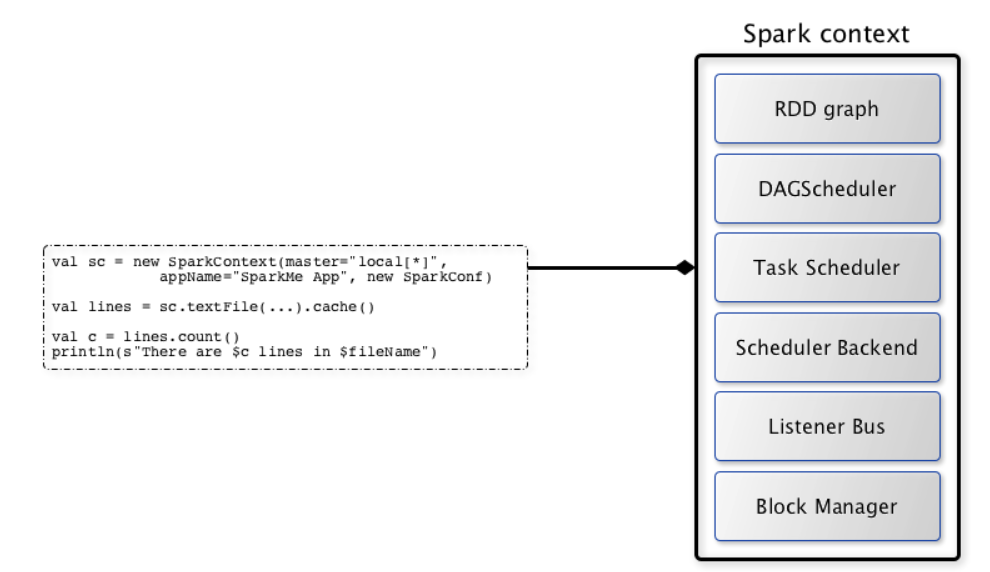 Spark context
RDD graph
DAGScheduler
Task Scheduler
Scheduler Backend
Listener Bus
Block Manager
val sc = new SparkContext(master="local[*]",
appName="SparkMe App", new SparkConf)
val lines = sc.textFile(...).cache()
val c = lines.count()
println(s"There are $c lines in $fileName")